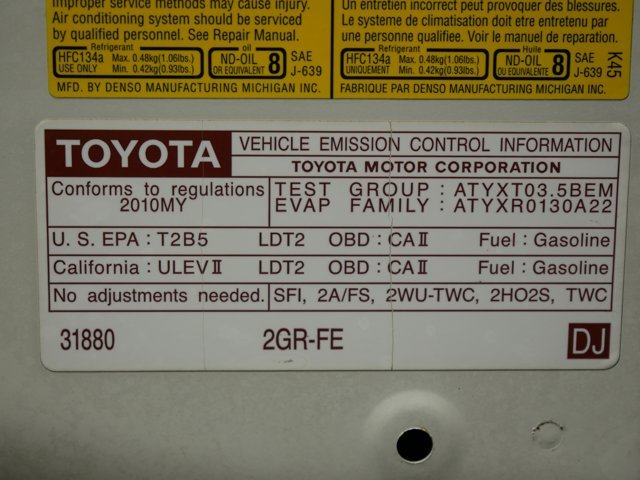 Improper service methods may cause injury.
Air conditioning system should be serviced
by qualified personnel. See Repair Manual.
Refrigerant oil
HFC134a Max. 0.48kg(1.06lbs.) ND-OIL 8 SAE
USE ONLY Min. 0.42kg(0.93lbs.) OR EQUIVALENT J-639
MFD. BY DENSO MANUFACTURING MICHIGAN INC.
Un entretien incorrect peut provoquer des blessures.
Le systeme de climatisation doit etre entretenu par
une personne qualifiée. Voir le manuel de reparation.
Refrigerant Huile
HFC134a Max. 0.48kg(1.06lbs.) ND-OIL 8 SAE
UNIQUEMENT Min. 0.42kg(0.93lbs.) OU EQUIVALENT J-639
FABRIQUE PAR DENSO MANUFACTURING MICHIGAN INC.
K45
TOYOTA VEHICLE EMISSION CONTROL INFORMATION
TOYOTA MOTOR CORPORATION
Conforms to regulations TEST GROUP : ATYXT03.5BEM
2010MY EVAP FAMILY : ATYXR0130A22
U. S. EPA : T2B5 LDT2 OBD : CAⅡ Fuel : Gasoline
California : ULEVⅡ LDT2 OBD : CAⅡ Fuel : Gasoline
No adjustments needed. SFI, 2A/FS, 2WU-TWC, 2HO2S, TWC
31880 2GR-FE DJ